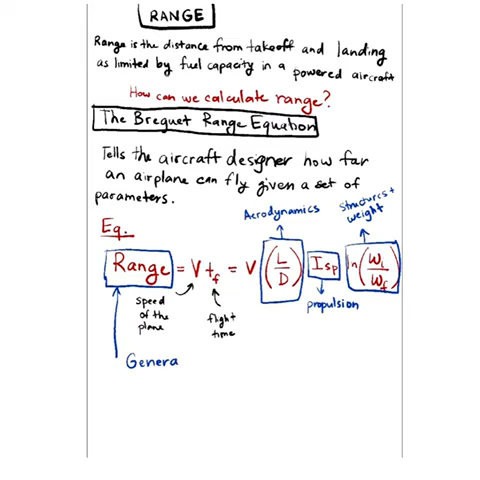 RANGE
Range is the distance from takeoff and landing
as limited by fuel capacity in a powered aircraft
How can we calculate range?
The Breguet Range Equation
Tells the aircraft designer how far
an airplane can fly given a set of
parameters.
Aerodynamics
Structures +
weight
Eq.
Range = V t_f = V (L/D) Isp ln(Wi/Wf)
speed
of the
plane
flight
time
propulsion
Genera